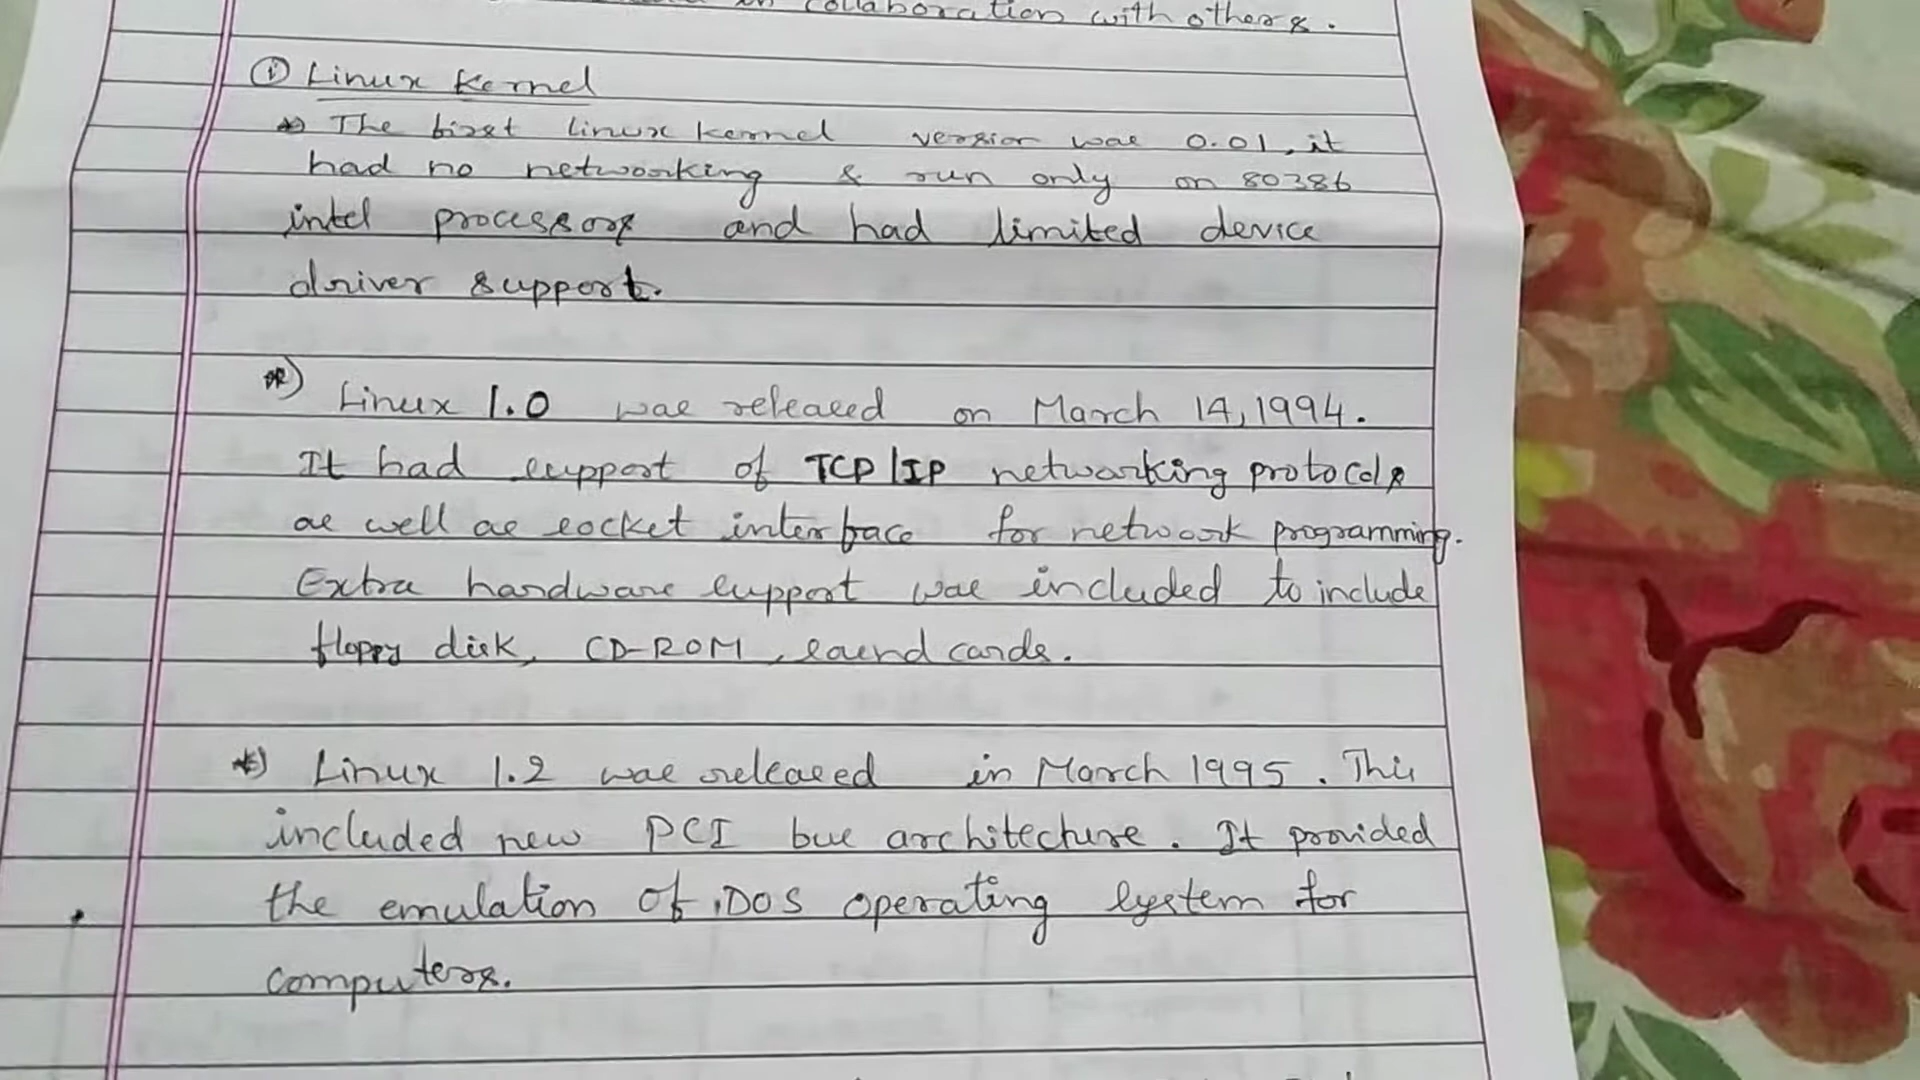 in collaboration with others.
① Linux Kernel
*) The first linux kernel version was 0.01, it
had no networking & run only on 80386
intel processors and had limited device
driver support.
*) Linux 1.0 was released on March 14, 1994.
It had support of TCP/IP networking protocols
as well as socket interface for network programming.
Extra hardware support was included to include
floppy disk, CD-ROM, sound cards.
*) Linux 1.2 was released in March 1995. This
included new PCI bus architecture. It provided
the emulation of DOS operating system for
computers.